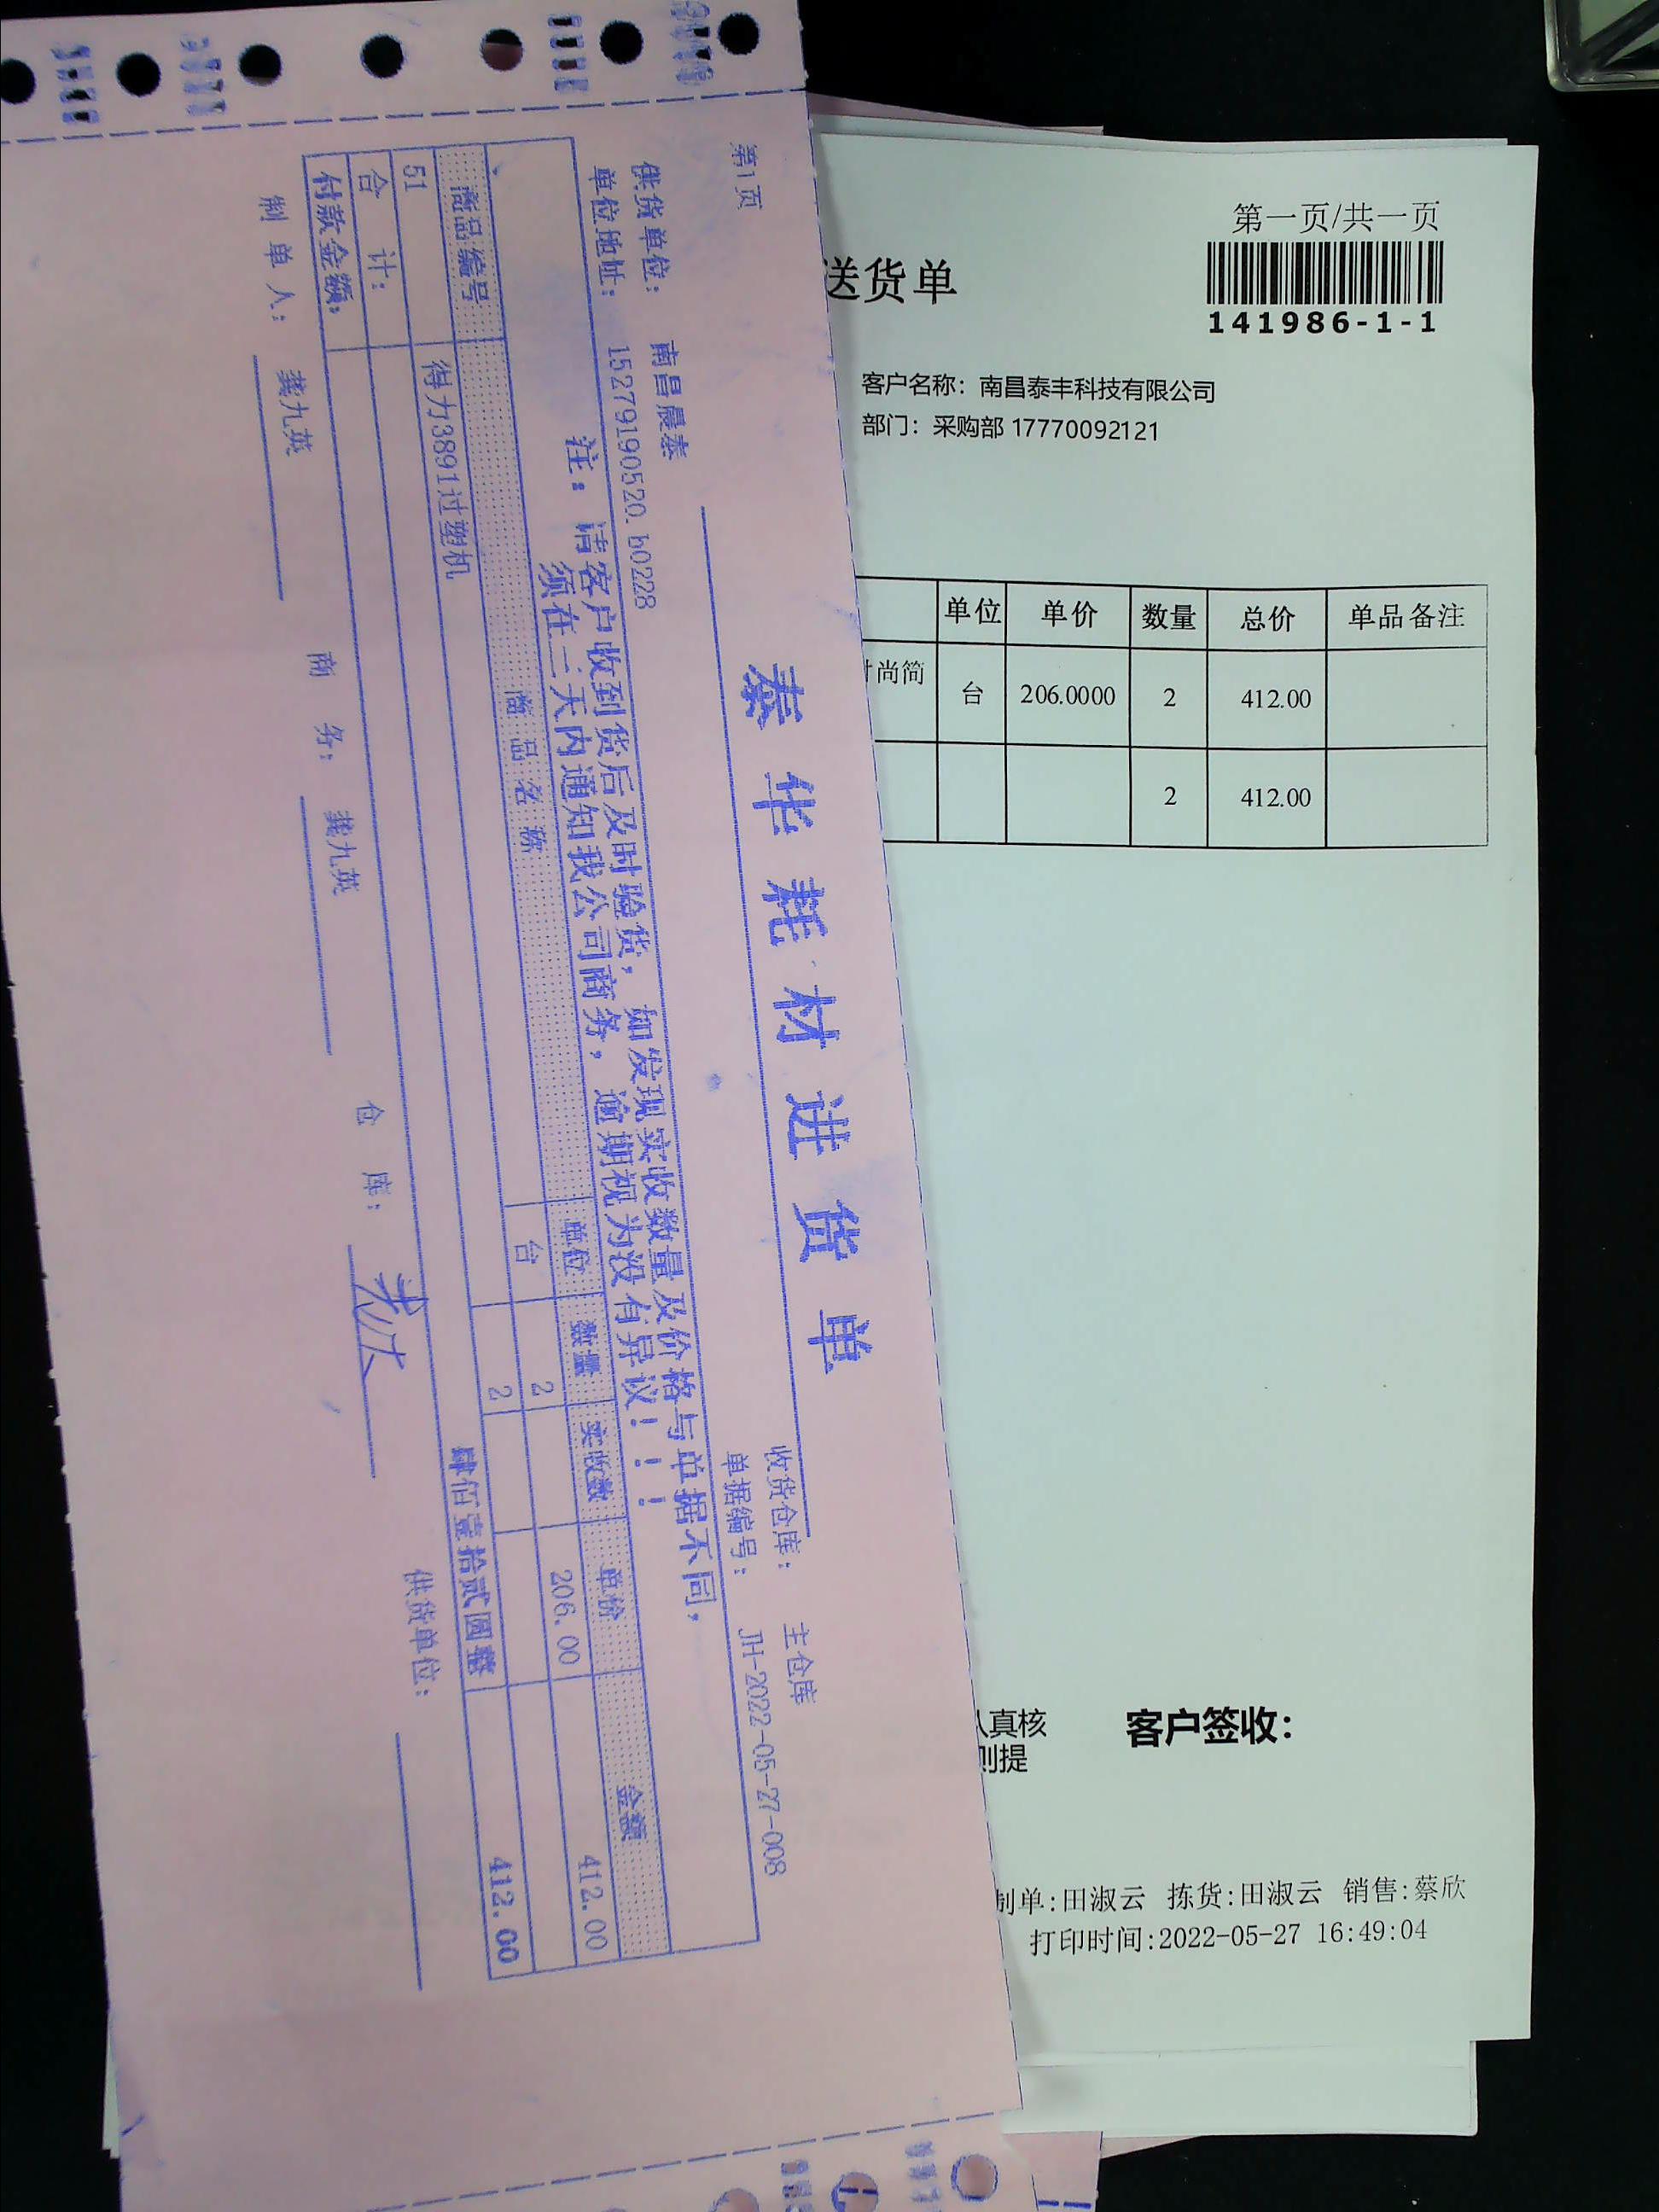 泰华耗材进货单
第1页
供货单位： 南昌晨泰
收货仓库： 主仓库
单位地址： 15279190520.
单据编号： JH-2022-05-27-008
注：请客户收到货后及时验货，如发现实收数量及价格与单据不同，
须在三天内通知我公司商务，逾期视为没有异议！！！
商品编号 商品名称 单位 数量 实收数 单价 金额
51 得力3891过塑机 台 2 206.00 412.00
合 计： 2 412.00
付款金额： 肆佰壹拾贰圆整
制 单 人： 龚九英 商 务： 龚九英 仓 库： 供货单位：
第一页/共一页
送货单
141986-1-1
客户名称：南昌泰丰科技有限公司
部门：采购部 17770092121
单位 单价 数量 总价 单品备注
尚简
台 206.0000 2 412.00
2 412.00
真核
则提
客户签收：
制单:田淑云 拣货:田淑云 销售:蔡欣
打印时间:2022-05-27 16:49:04